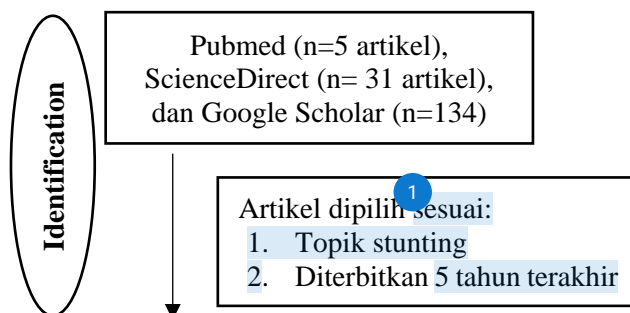 Identification
Pubmed (n=5 artikel),
ScienceDirect (n= 31 artikel),
dan Google Scholar (n=134)
1
Artikel dipilih sesuai:
1. Topik stunting
2. Diterbitkan 5 tahun terakhir